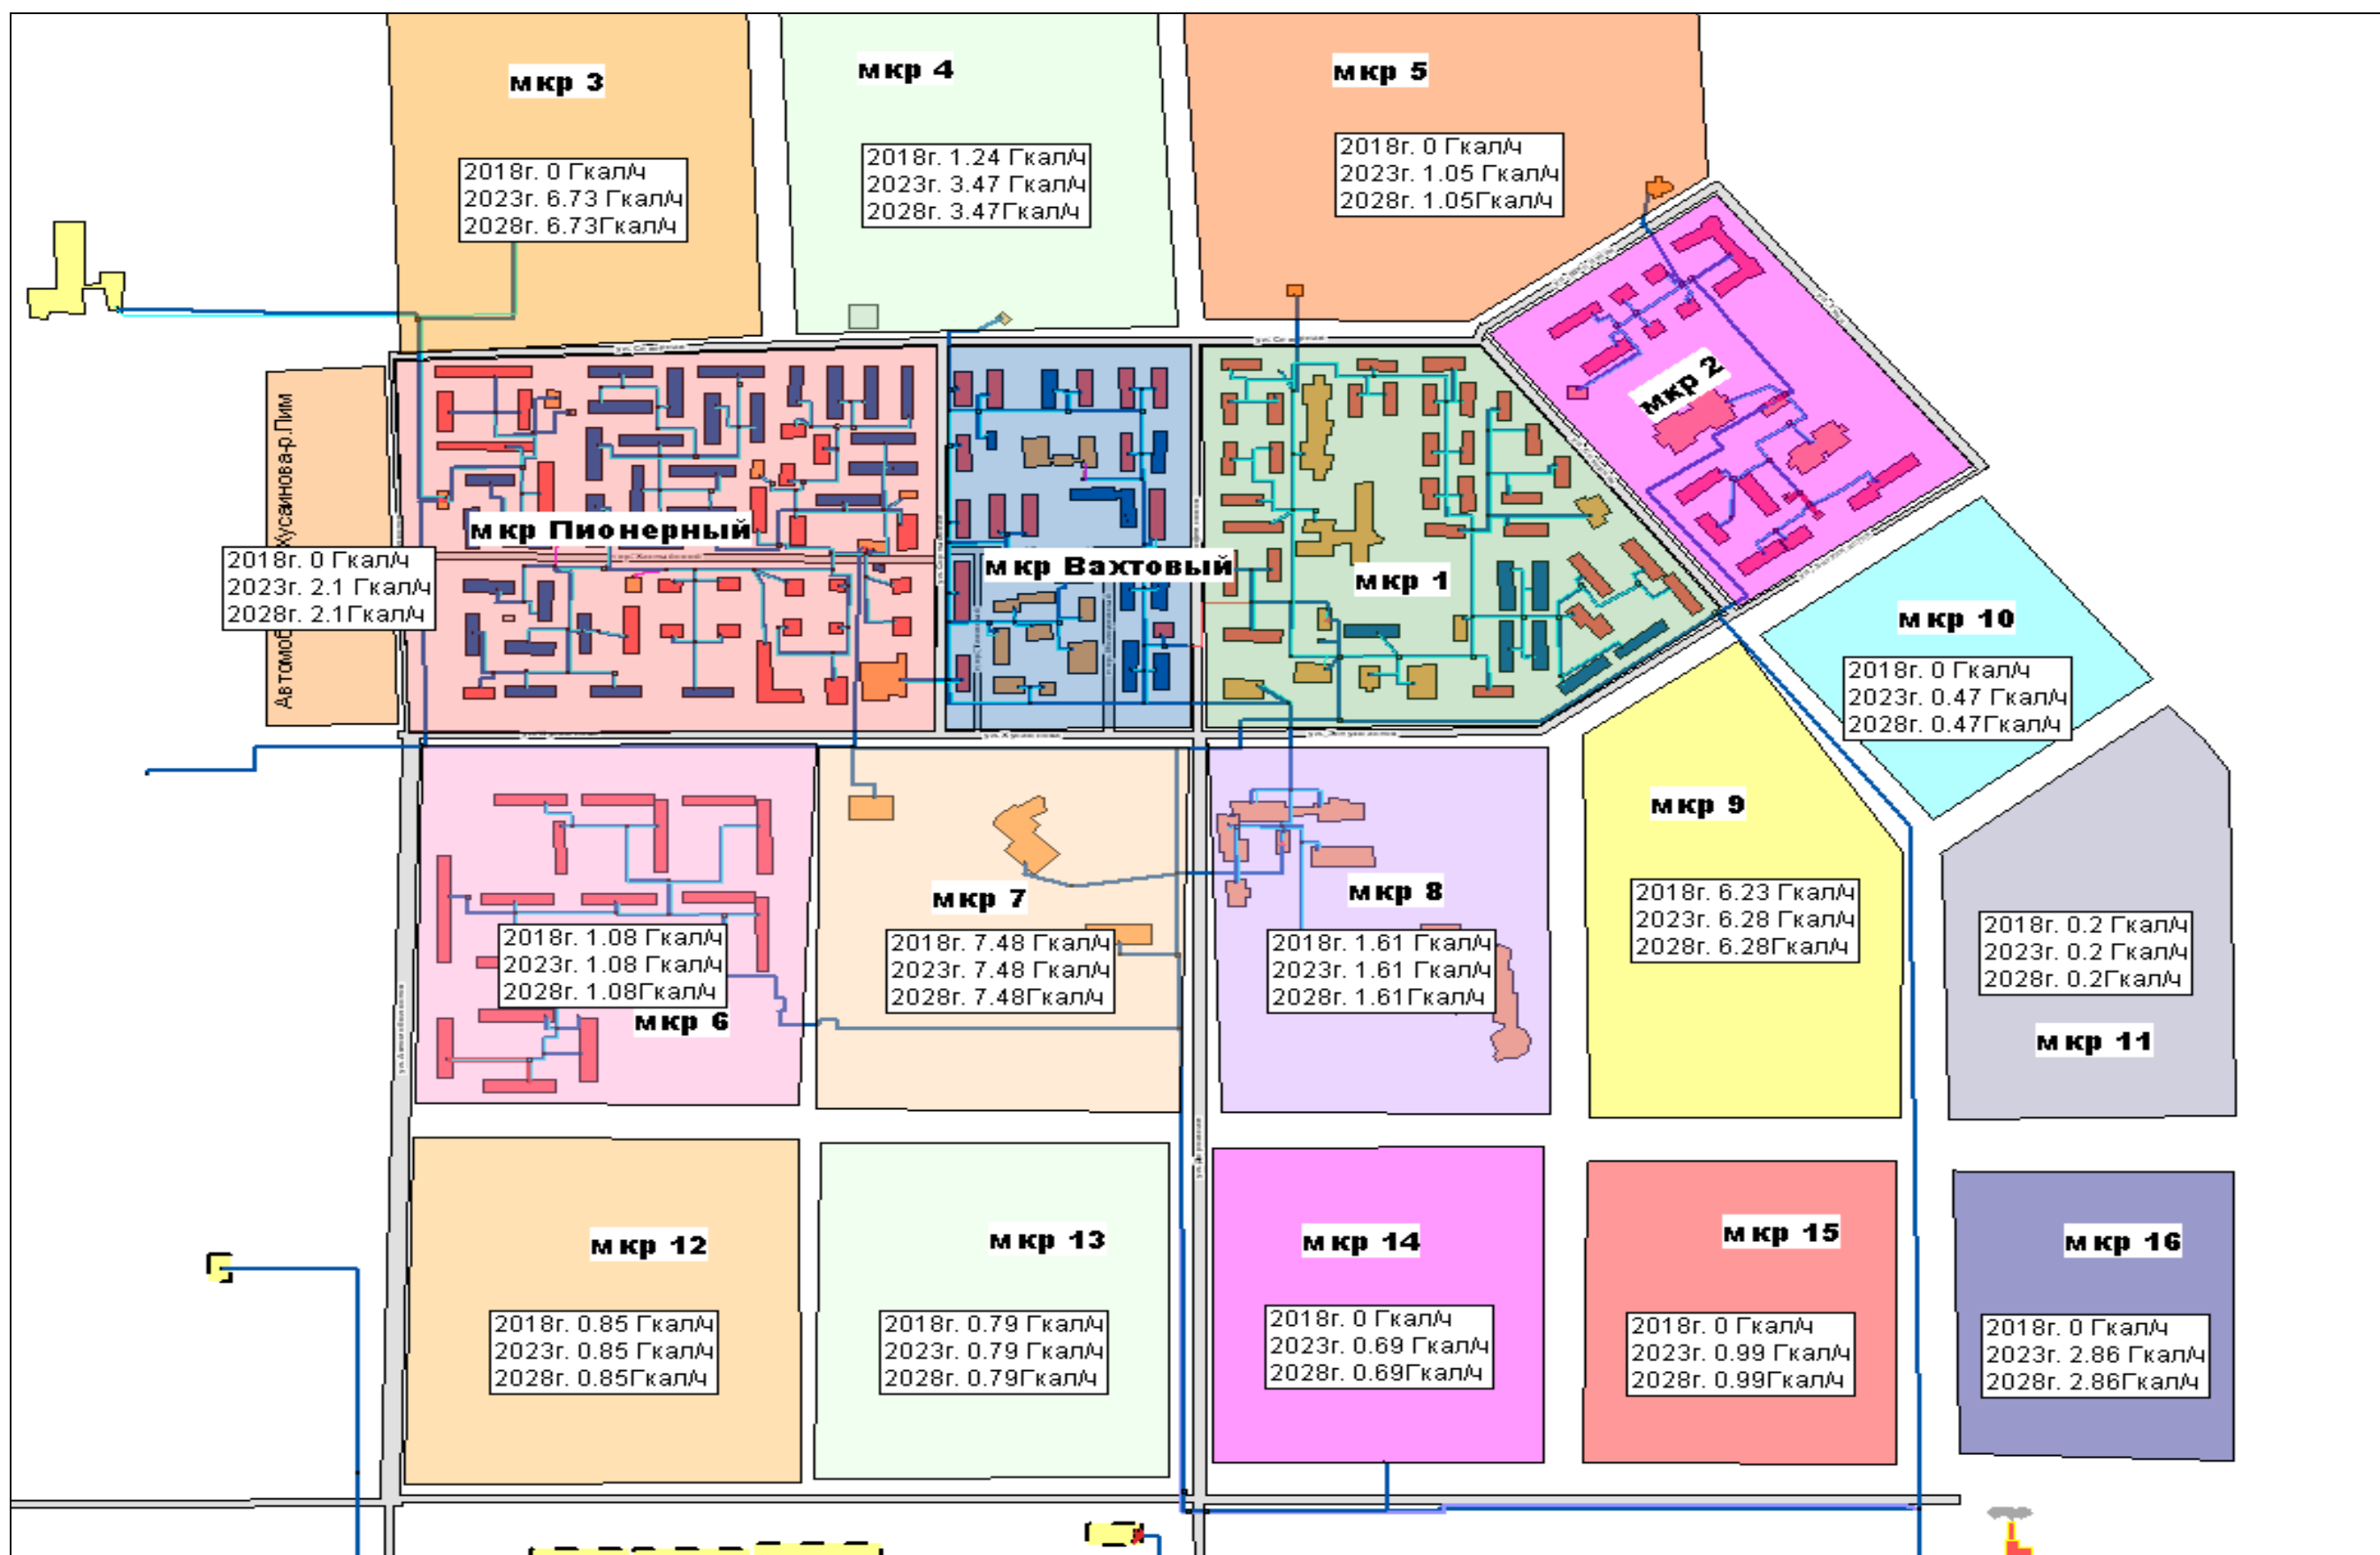 мкр 3
2018г. 0 Гкал/ч
2023г. 6.73 Гкал/ч
2028г. 6.73Гкал/ч
мкр 4
2018г. 1.24 Гкал/ч
2023г. 3.47 Гкал/ч
2028г. 3.47Гкал/ч
мкр 5
2018г. 0 Гкал/ч
2023г. 1.05 Гкал/ч
2028г. 1.05Гкал/ч
мкр 2
мкр Пионерный
мкр Вахтовый
мкр 1
Хусаинова-р.Пим
2018г. 0 Гкал/ч
2023г. 2.1 Гкал/ч
2028г. 2.1Гкал/ч
мкр 10
2018г. 0 Гкал/ч
2023г. 0.47 Гкал/ч
2028г. 0.47Гкал/ч
2018г. 1.08 Гкал/ч
2023г. 1.08 Гкал/ч
2028г. 1.08Гкал/ч
мкр 6
мкр 7
2018г. 7.48 Гкал/ч
2023г. 7.48 Гкал/ч
2028г. 7.48Гкал/ч
мкр 8
2018г. 1.61 Гкал/ч
2023г. 1.61 Гкал/ч
2028г. 1.61Гкал/ч
мкр 9
2018г. 6.23 Гкал/ч
2023г. 6.28 Гкал/ч
2028г. 6.28Гкал/ч
2018г. 0.2 Гкал/ч
2023г. 0.2 Гкал/ч
2028г. 0.2Гкал/ч
мкр 11
мкр 12
2018г. 0.85 Гкал/ч
2023г. 0.85 Гкал/ч
2028г. 0.85Гкал/ч
мкр 13
2018г. 0.79 Гкал/ч
2023г. 0.79 Гкал/ч
2028г. 0.79Гкал/ч
мкр 14
2018г. 0 Гкал/ч
2023г. 0.69 Гкал/ч
2028г. 0.69Гкал/ч
мкр 15
2018г. 0 Гкал/ч
2023г. 0.99 Гкал/ч
2028г. 0.99Гкал/ч
мкр 16
2018г. 0 Гкал/ч
2023г. 2.86 Гкал/ч
2028г. 2.86Гкал/ч